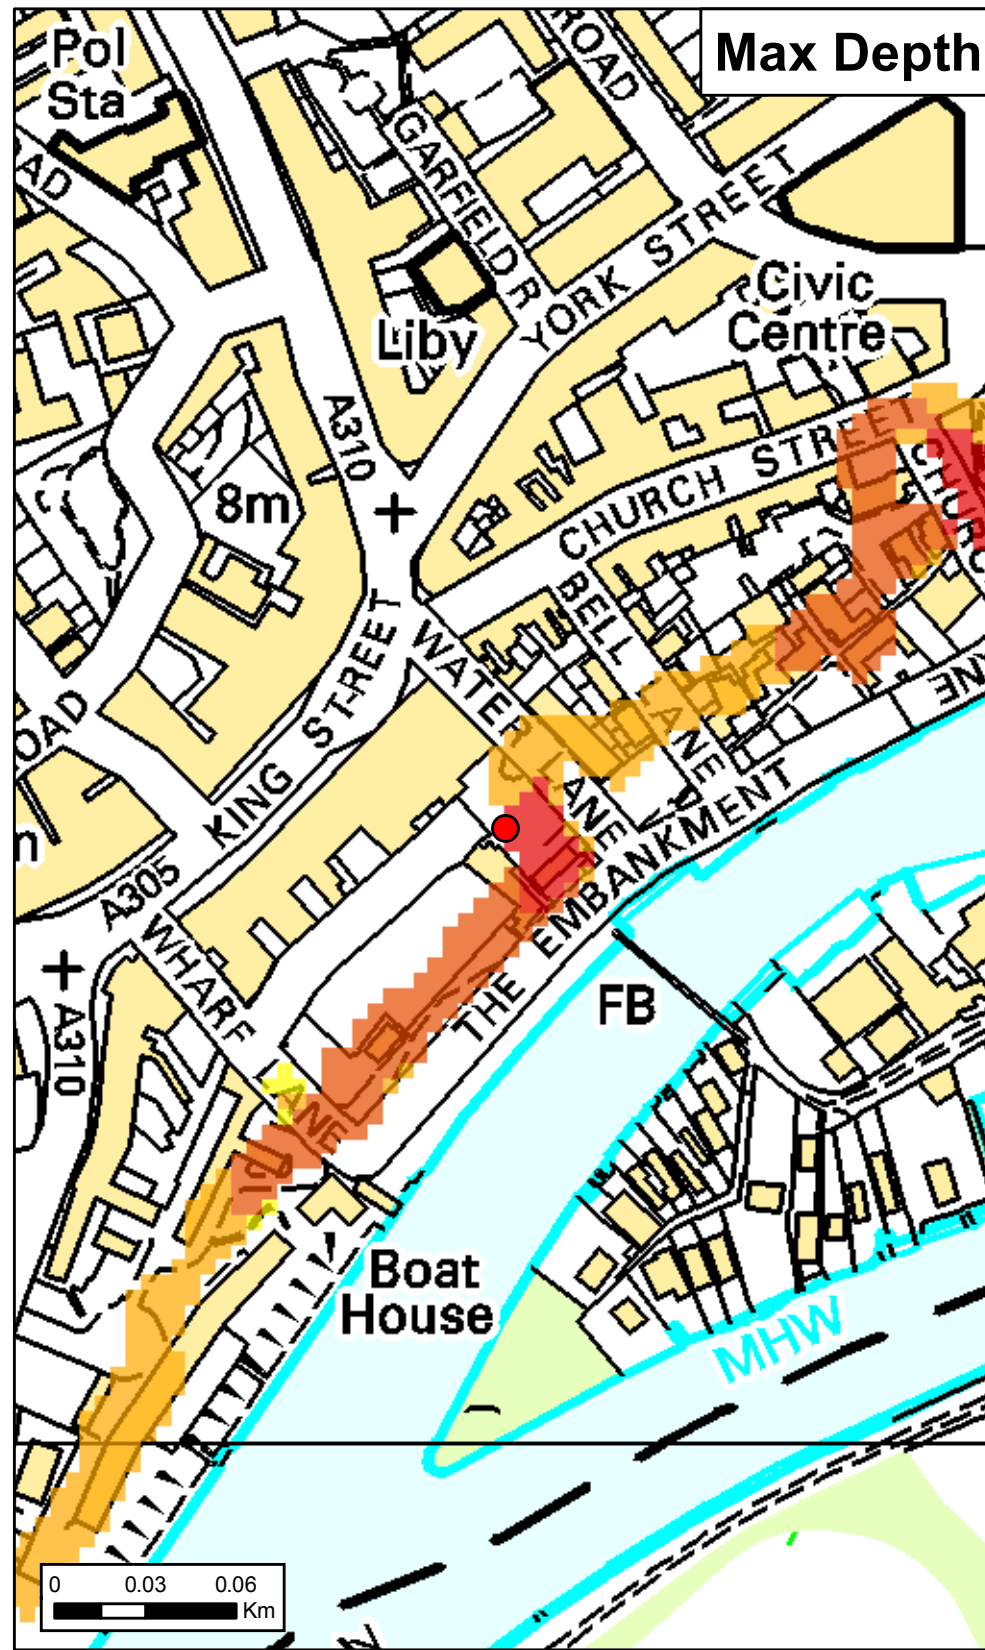 Max Depth
Pol
Sta
ROAD
GARFIELD R
YORK STREET
Civic
Centre
Liby
A310
8m
CHURCH STREET
BELL LANE
WATER LANE
KING STREET
OAD
A305
WHARF LANE
THE EMBANKMENT
A310
FB
Boat
House
MHW
0 0.03 0.06
Km